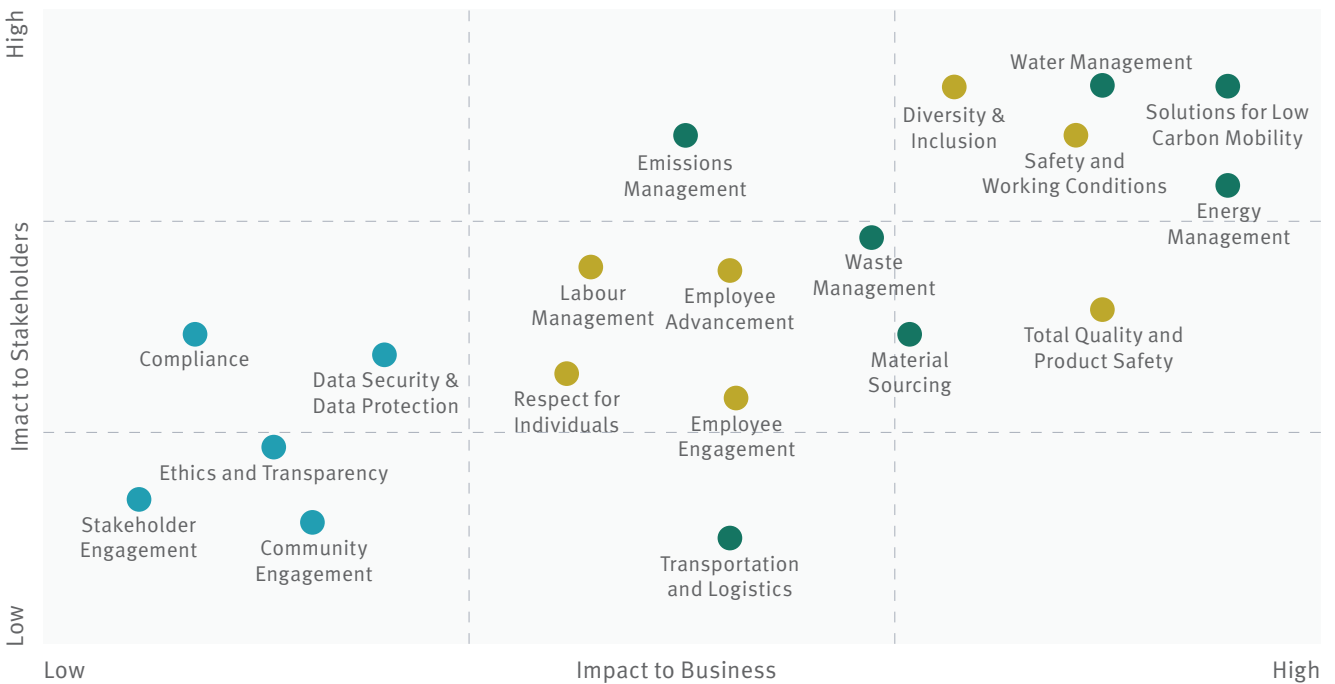 High
Water Management
Diversity &
Inclusion
Solutions for Low
Carbon Mobility
Emissions
Management
Safety and
Working Conditions
Energy
Management
Impact to Stakeholders
Waste
Management
Labour
Management
Employee
Advancement
Compliance
Data Security &
Data Protection
Material
Sourcing
Total Quality and
Product Safety
Respect for
Individuals
Employee
Engagement
Ethics and Transparency
Stakeholder
Engagement
Community
Engagement
Transportation
and Logistics
Low
Low
Impact to Business
High